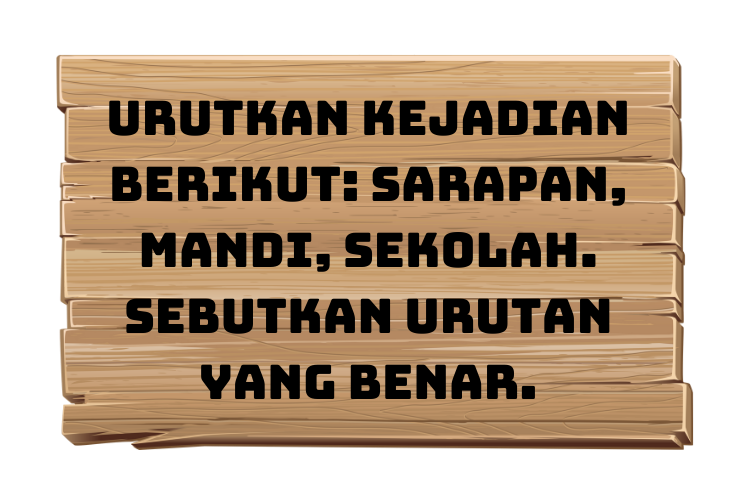 URUTKAN KEJADIAN
BERIKUT: SARAPAN,
MANDI, SEKOLAH.
SEBUTKAN URUTAN
YANG BENAR.